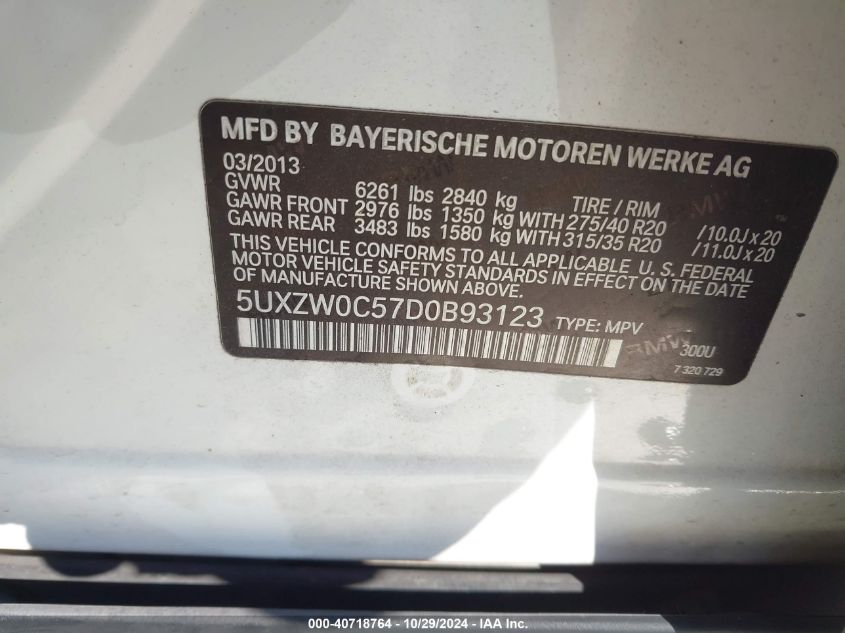 MFD BY BAYERISCHE MOTOREN WERKE AG
03/2013
GVWR 6261 lbs 2840 kg TIRE / RIM
GAWR FRONT 2976 lbs 1350 kg WITH 275/40 R20 /10.0J x 20
GAWR REAR 3483 lbs 1580 kg WITH 315/35 R20 /11.0J x 20
THIS VEHICLE CONFORMS TO ALL APPLICABLE U. S. FEDERAL
MOTOR VEHICLE SAFETY STANDARDS IN EFFECT ON THE DATE
OF MANUFACTURE SHOWN ABOVE.
5UXZW0C57D0B93123 TYPE: MPV
300U
7 320 729
000-40718764 - 10/29/2024 - IAA, Inc.